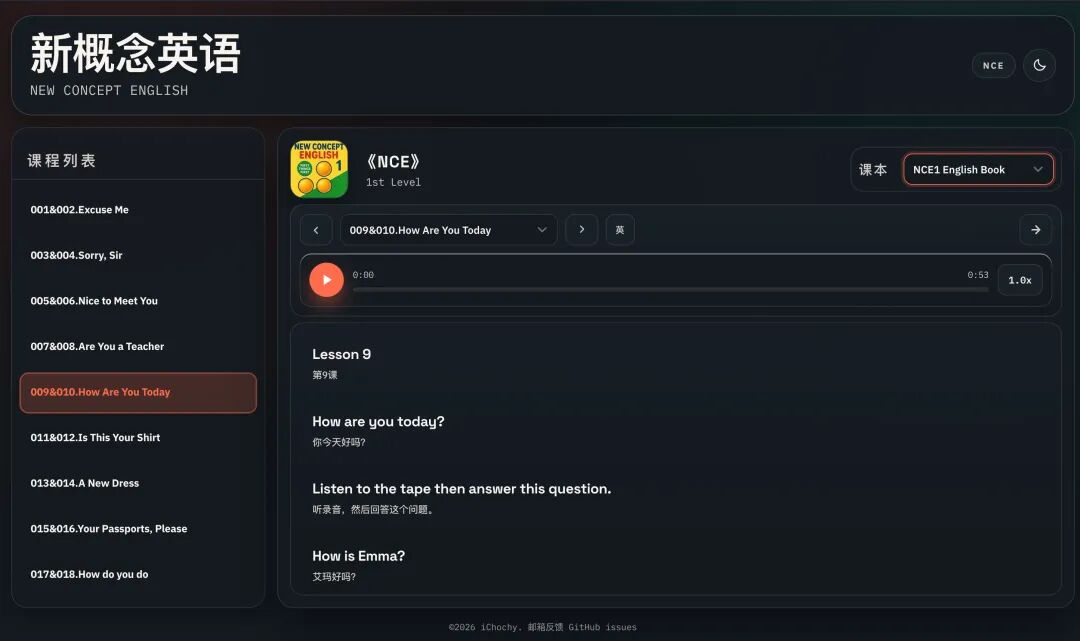 新概念英语
NEW CONCEPT ENGLISH
NCE
课程列表
001&002.Excuse Me
003&004.Sorry, Sir
005&006.Nice to Meet You
007&008.Are You a Teacher
009&010.How Are You Today
011&012.Is This Your Shirt
013&014.A New Dress
015&016.Your Passports, Please
017&018.How do you do
NEW CONCEPT
ENGLISH
1
《NCE》
1st Level
课本
NCE1 English Book
009&010.How Are You Today
英
0:00
0:53
1.0x
Lesson 9
第9课
How are you today?
你今天好吗?
Listen to the tape then answer this question.
听录音，然后回答这个问题。
How is Emma?
艾玛好吗?
©2026 iChochy. 邮箱反馈 GitHub issues